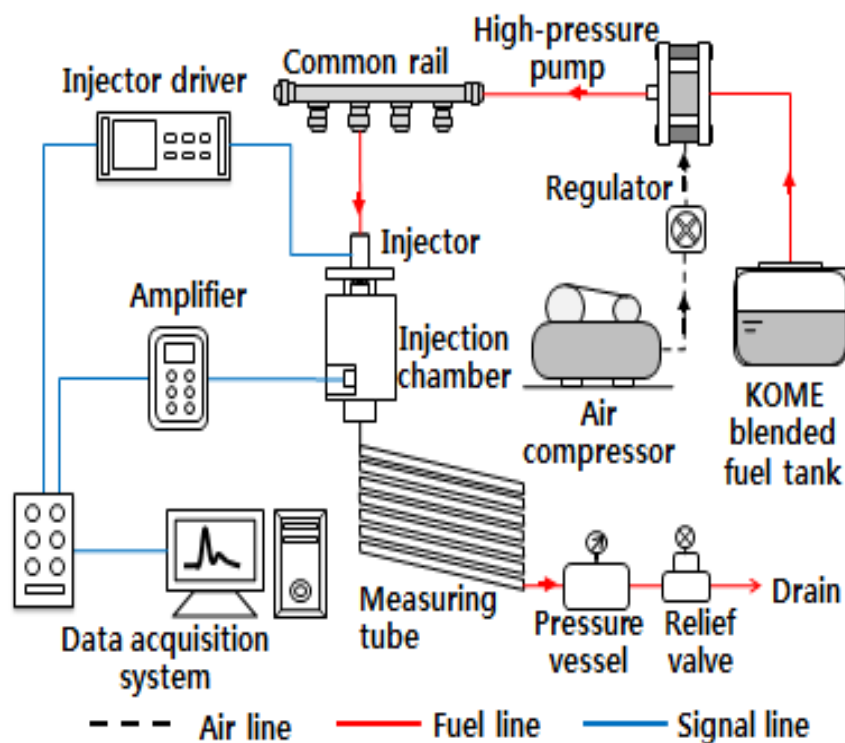 High-pressure
pump
Common rail
Injector driver
Regulator
Injector
Amplifier
Injection
chamber
Air
compressor
KOME
blended
fuel tank
Measuring
tube
Pressure
vessel
Relief
valve
Drain
Data acquisition
system
Air line
Fuel line
Signal line